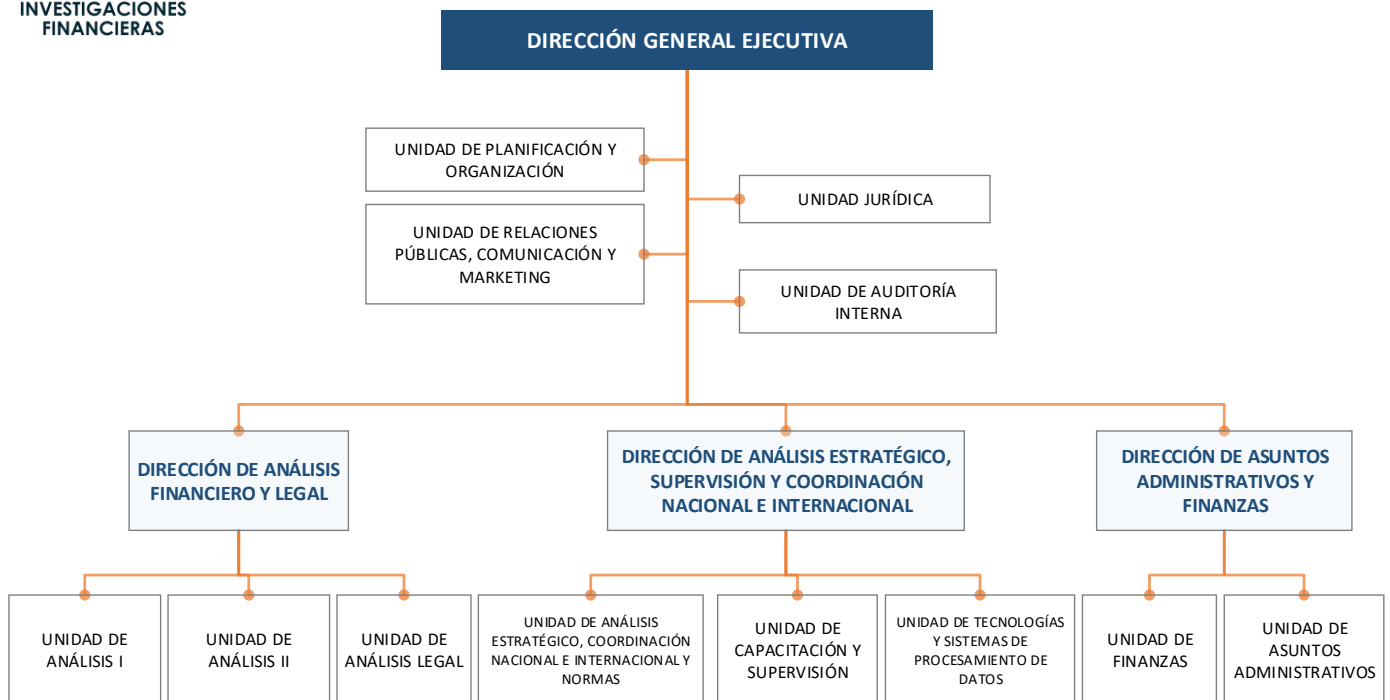 INVESTIGACIONES
FINANCIERAS
DIRECCIÓN GENERAL EJECUTIVA
UNIDAD DE PLANIFICACIÓN Y
ORGANIZACIÓN
UNIDAD JURÍDICA
UNIDAD DE RELACIONES
PÚBLICAS, COMUNICACIÓN Y
MARKETING
UNIDAD DE AUDITORÍA
INTERNA
DIRECCIÓN DE ANÁLISIS
FINANCIERO Y LEGAL
DIRECCIÓN DE ANÁLISIS ESTRATÉGICO,
SUPERVISIÓN Y COORDINACIÓN
NACIONAL E INTERNACIONAL
DIRECCIÓN DE ASUNTOS
ADMINISTRATIVOS Y
FINANZAS
UNIDAD DE
ANÁLISIS I
UNIDAD DE
ANÁLISIS II
UNIDAD DE
ANÁLISIS LEGAL
UNIDAD DE ANÁLISIS
ESTRATÉGICO, COORDINACIÓN
NACIONAL E INTERNACIONAL Y
NORMAS
UNIDAD DE
CAPACITACIÓN Y
SUPERVISIÓN
UNIDAD DE TECNOLOGÍAS
Y SISTEMAS DE
PROCESAMIENTO DE
DATOS
UNIDAD DE
FINANZAS
UNIDAD DE
ASUNTOS
ADMINISTRATIVOS